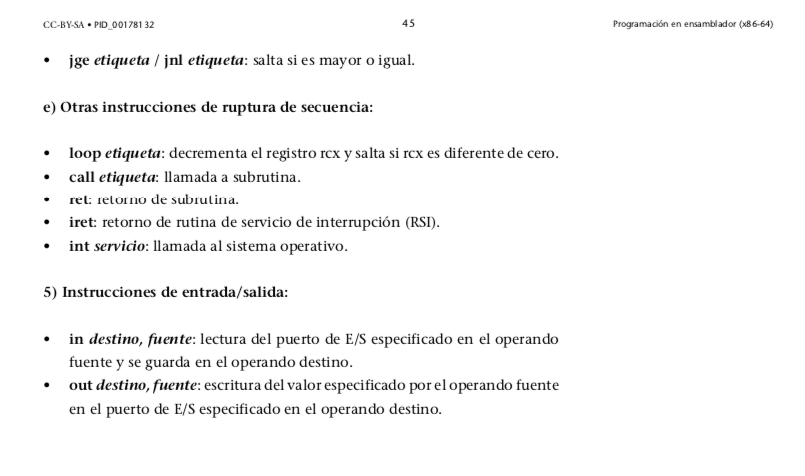 CC-BY-SA • PID_00178132 45 Programación en ensamblador (x86-64)
• jge etiqueta / jnl etiqueta: salta si es mayor o igual.
e) Otras instrucciones de ruptura de secuencia:
• loop etiqueta: decrementa el registro rcx y salta si rcx es diferente de cero.
• call etiqueta: llamada a subrutina.
• ret: retorno de subrutina.
• iret: retorno de rutina de servicio de interrupción (RSI).
• int servicio: llamada al sistema operativo.
5) Instrucciones de entrada/salida:
• in destino, fuente: lectura del puerto de E/S especificado en el operando
fuente y se guarda en el operando destino.
• out destino, fuente: escritura del valor especificado por el operando fuente
en el puerto de E/S especificado en el operando destino.